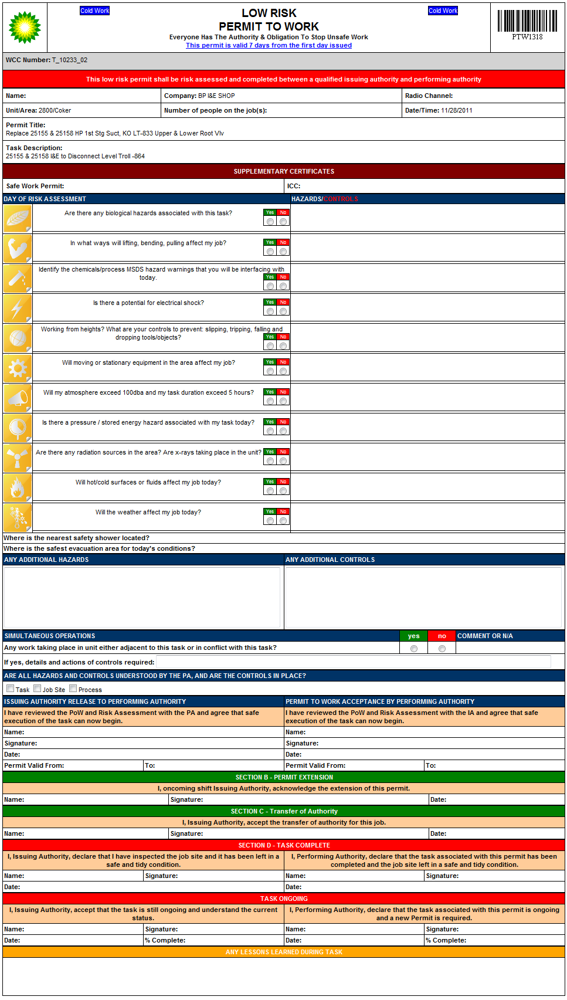 Cold Work
LOW RISK
PERMIT TO WORK
Everyone Has The Authority & Obligation To Stop Unsafe Work
This permit is valid 7 days from the first day issued
Cold Work
PTW1318
WCC Number: T_10233_02
This low risk permit shall be risk assessed and completed between a qualified issuing authority and performing authority
Name: Company: BP I&E SHOP Radio Channel:
Unit/Area: 2800/Coker Number of people on the job(s): Date/Time: 11/28/2011
Permit Title:
Replace 25155 & 25158 HP 1st Stg Suct, KO LT-833 Upper & Lower Root Vlv
Task Description:
25155 & 25158 I&E to Disconnect Level Troll -864
SUPPLEMENTARY CERTIFICATES
Safe Work Permit: ICC:
DAY OF RISK ASSESSMENT HAZARDS/CONTROLS
Are there any biological hazards associated with this task? Yes No
In what ways will lifting, bending, pulling affect my job? Yes No
Identify the chemicals/process MSDS hazard warnings that you will be interfacing with
today. Yes No
Is there a potential for electrical shock? Yes No
Working from heights? What are your controls to prevent: slipping, tripping, falling and
dropping tools/objects? Yes No
Will moving or stationary equipment in the area affect my job? Yes No
Will my atmosphere exceed 100dba and my task duration exceed 5 hours? Yes No
Is there a pressure / stored energy hazard associated with my task today? Yes No
Are there any radiation sources in the area? Are x-rays taking place in the unit? Yes No
Will hot/cold surfaces or fluids affect my job today? Yes No
Will the weather affect my job today? Yes No
Where is the nearest safety shower located?
Where is the safest evacuation area for today's conditions?
ANY ADDITIONAL HAZARDS ANY ADDITIONAL CONTROLS
SIMULTANEOUS OPERATIONS yes no COMMENT OR N/A
Any work taking place in unit either adjacent to this task or in conflict with this task?
If yes, details and actions of controls required:
ARE ALL HAZARDS AND CONTROLS UNDERSTOOD BY THE PA, AND ARE THE CONTROLS IN PLACE?
Task Job Site Process
ISSUING AUTHORITY RELEASE TO PERFORMING AUTHORITY PERMIT TO WORK ACCEPTANCE BY PERFORMING AUTHORITY
I have reviewed the PoW and Risk Assessment with the PA and agree that safe
execution of the task can now begin.
I have reviewed the PoW and Risk Assessment with the IA and agree that safe
execution of the task can now begin.
Name: Name:
Signature: Signature:
Date: Date:
Permit Valid From: To: Permit Valid From: To:
SECTION B - PERMIT EXTENSION
I, oncoming shift Issuing Authority, acknowledge the extension of this permit.
Name: Signature: Date:
SECTION C - Transfer of Authority
I, Issuing Authority, accept the transfer of authority for this job.
Name: Signature: Date:
SECTION D - TASK COMPLETE
I, Issuing Authority, declare that I have inspected the job site and it has been left in a
safe and tidy condition.
I, Performing Authority, declare that the task associated with this permit has been
completed and the job site left in a safe and tidy condition.
Name: Signature: Name: Signature:
Date: Date:
TASK ONGOING
I, Issuing Authority, accept that the task is still ongoing and understand the current
status.
I, Performing Authority, declare that the task associated with this permit is ongoing
and a new Permit is required.
Name: Signature: Name: Signature:
Date: % Complete: Date: % Complete:
ANY LESSONS LEARNED DURING TASK